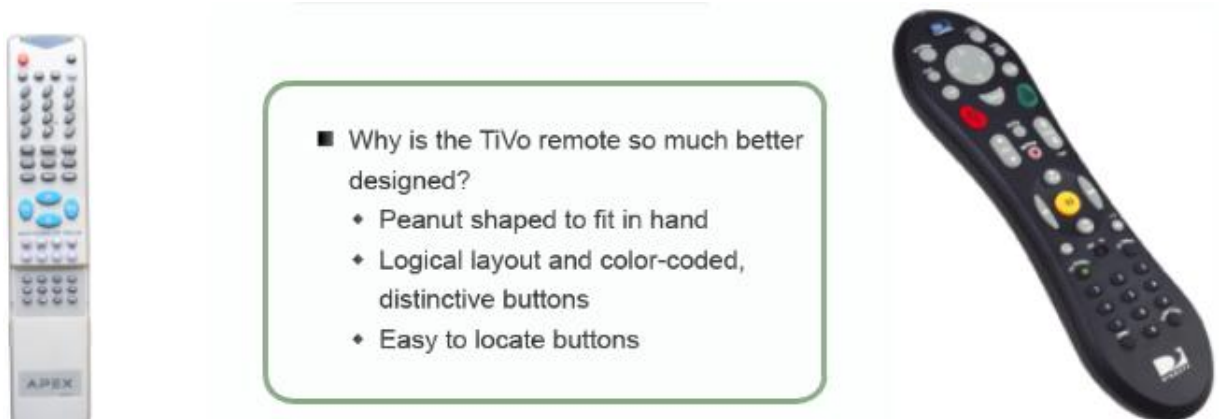 ■ Why is the TiVo remote so much better
designed?
◆ Peanut shaped to fit in hand
◆ Logical layout and color-coded,
distinctive buttons
◆ Easy to locate buttons
APEX